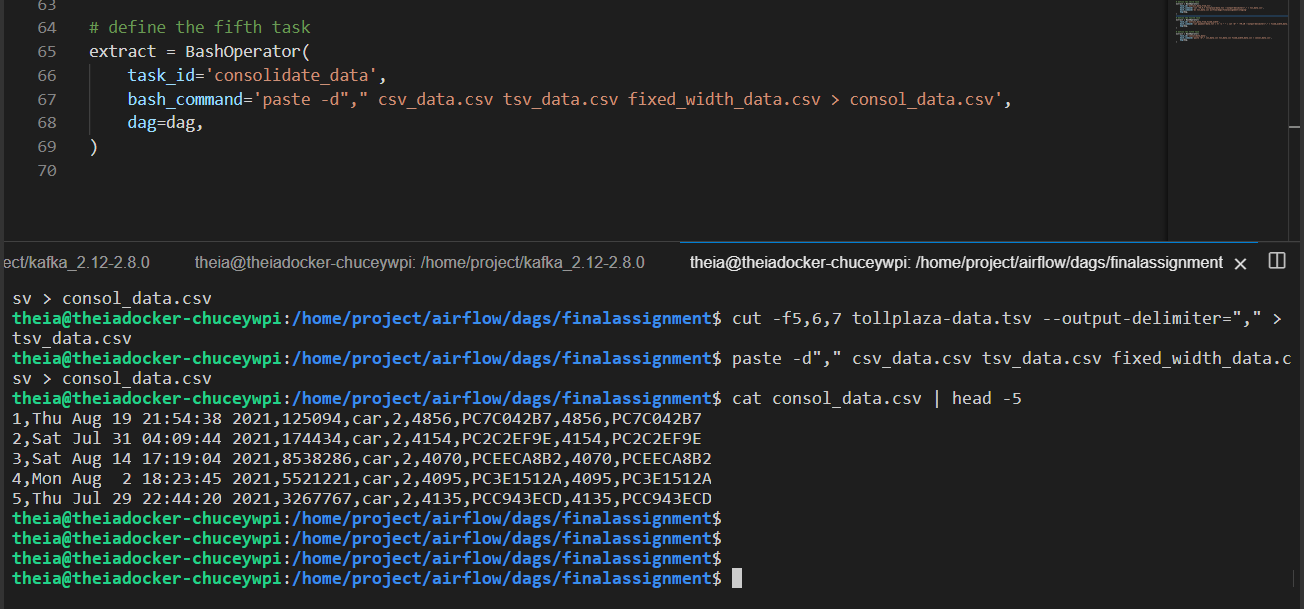 63
64 # define the fifth task
65 extract = BashOperator(
66 task_id='consolidate_data',
67 bash_command='paste -d"," csv_data.csv tsv_data.csv fixed_width_data.csv > consol_data.csv',
68 dag=dag,
69 )
70
ect/kafka_2.12-2.8.0 theia@theiadocker-chuceywpi: /home/project/kafka_2.12-2.8.0 theia@theiadocker-chuceywpi: /home/project/airflow/dags/finalassignment
sv > consol_data.csv
theia@theiadocker-chuceywpi:/home/project/airflow/dags/finalassignment$ cut -f5,6,7 tollplaza-data.tsv --output-delimiter="," >
tsv_data.csv
theia@theiadocker-chuceywpi:/home/project/airflow/dags/finalassignment$ paste -d"," csv_data.csv tsv_data.csv fixed_width_data.c
sv > consol_data.csv
theia@theiadocker-chuceywpi:/home/project/airflow/dags/finalassignment$ cat consol_data.csv | head -5
1,Thu Aug 19 21:54:38 2021,125094,car,2,4856,PC7C042B7,4856,PC7C042B7
2,Sat Jul 31 04:09:44 2021,174434,car,2,4154,PC2C2EF9E,4154,PC2C2EF9E
3,Sat Aug 14 17:19:04 2021,8538286,car,2,4070,PCEECA8B2,4070,PCEECA8B2
4,Mon Aug  2 18:23:45 2021,5521221,car,2,4095,PC3E1512A,4095,PC3E1512A
5,Thu Jul 29 22:44:20 2021,3267767,car,2,4135,PCC943ECD,4135,PCC943ECD
theia@theiadocker-chuceywpi:/home/project/airflow/dags/finalassignment$
theia@theiadocker-chuceywpi:/home/project/airflow/dags/finalassignment$
theia@theiadocker-chuceywpi:/home/project/airflow/dags/finalassignment$
theia@theiadocker-chuceywpi:/home/project/airflow/dags/finalassignment$